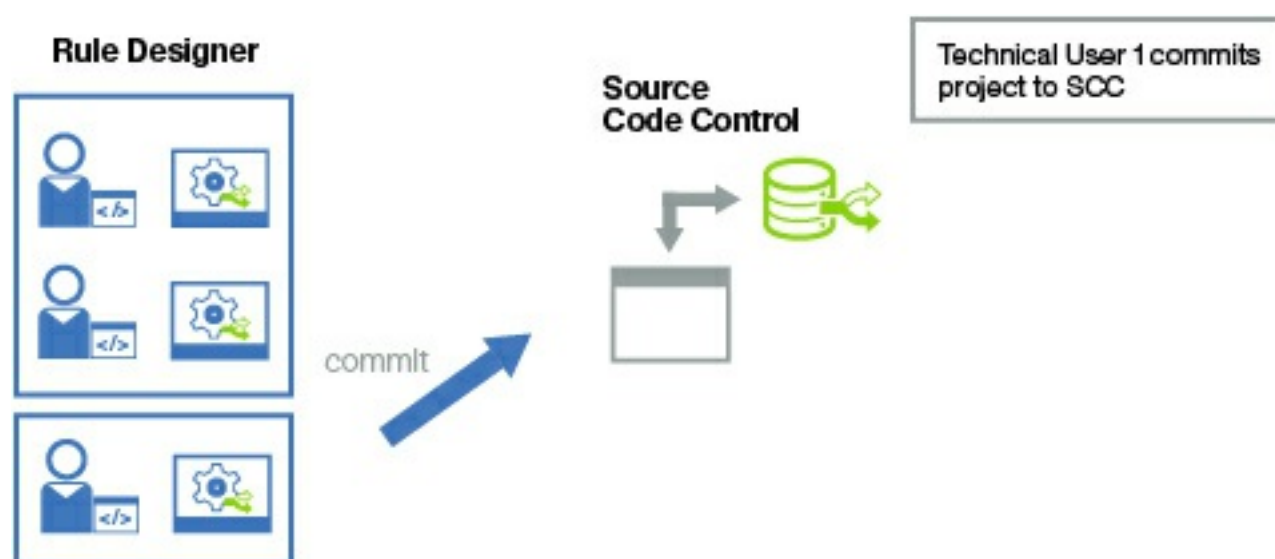 Rule Designer
Source
Code Control
Technical User 1 commits
project to SCC
</>
</>
commit
</>